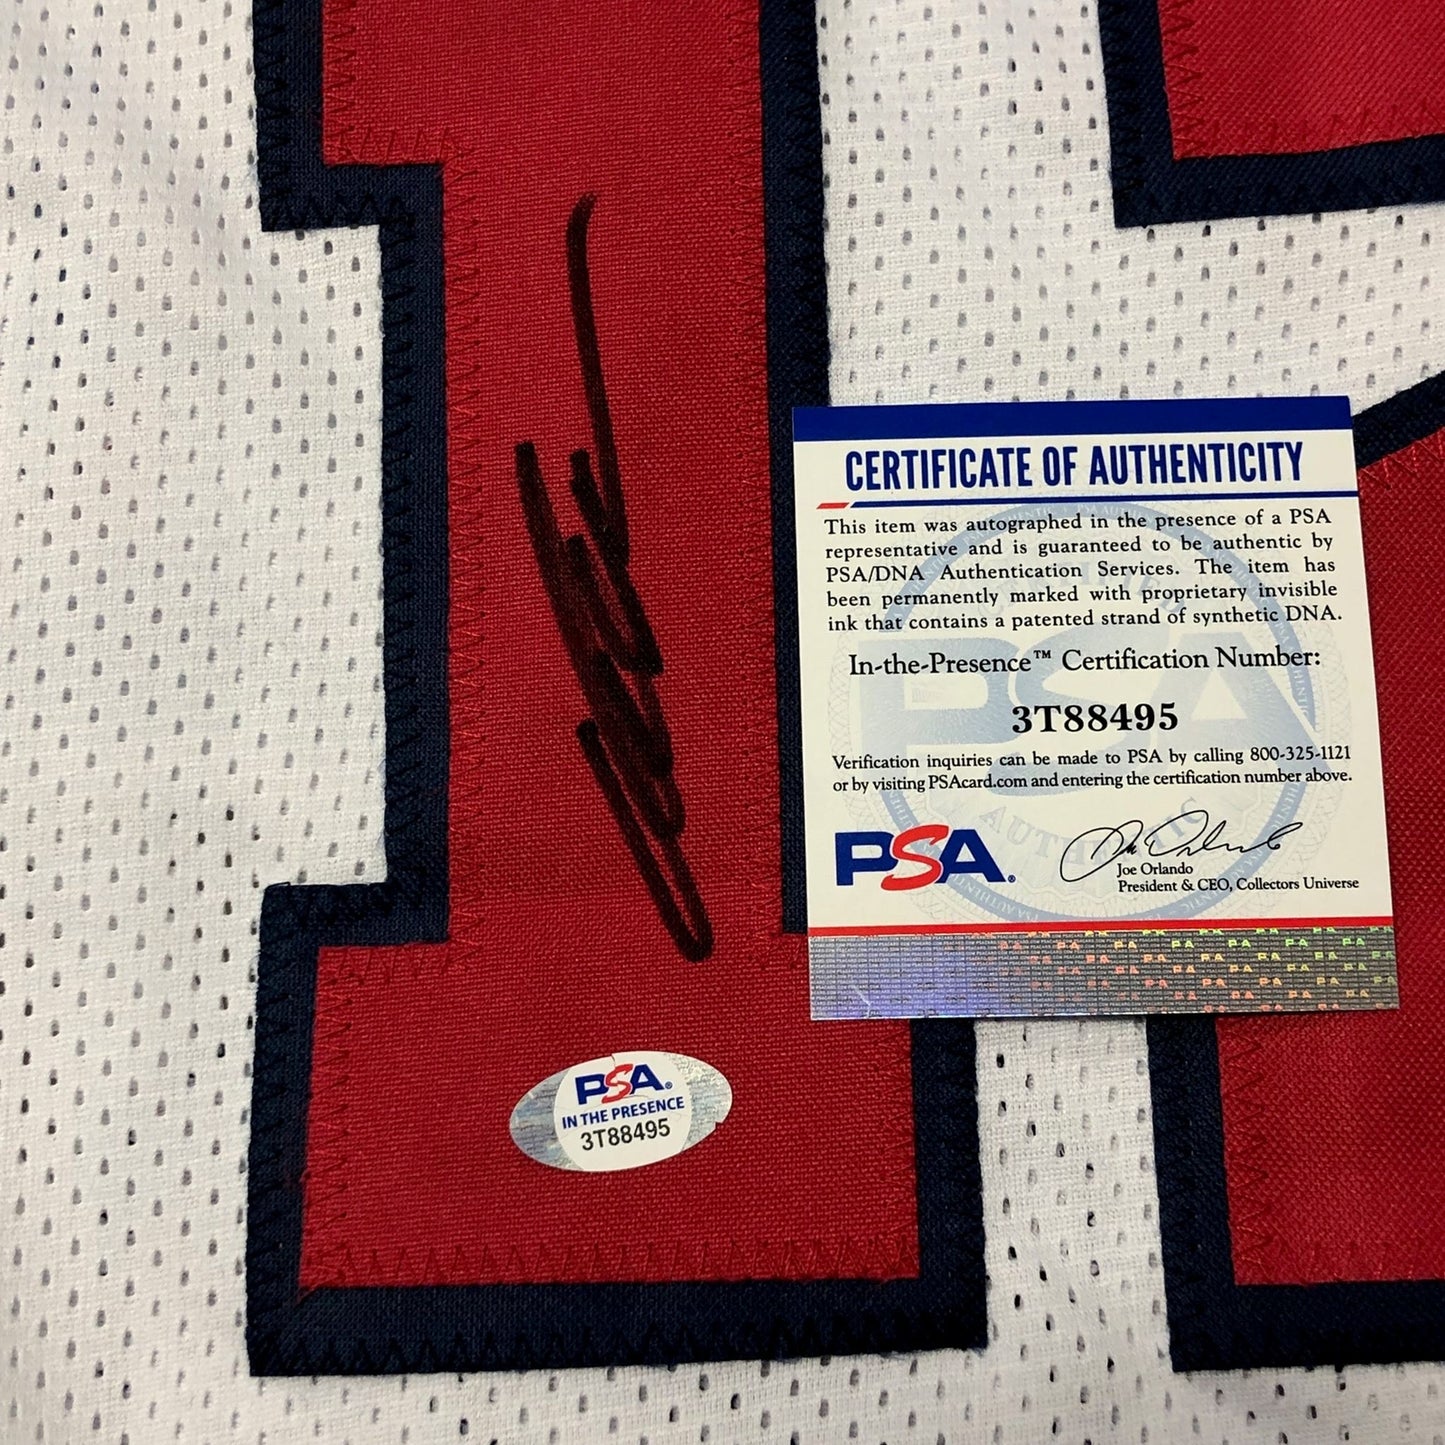 CERTIFICATE OF AUTHENTICITY
This item was autographed in the presence of a PSA
representative and is guaranteed to be authentic by
PSA/DNA Authentication Services. The item has
been permanently marked with proprietary invisible
ink that contains a patented strand of synthetic DNA.
In-the-Presence™ Certification Number:
3T88495
Verification inquiries can be made to PSA by calling 800-325-1121
or by visiting PSAcard.com and entering the certification number above.
PSA®
Joe Orlando
President & CEO, Collectors Universe
PSA®
IN THE PRESENCE
3T88495